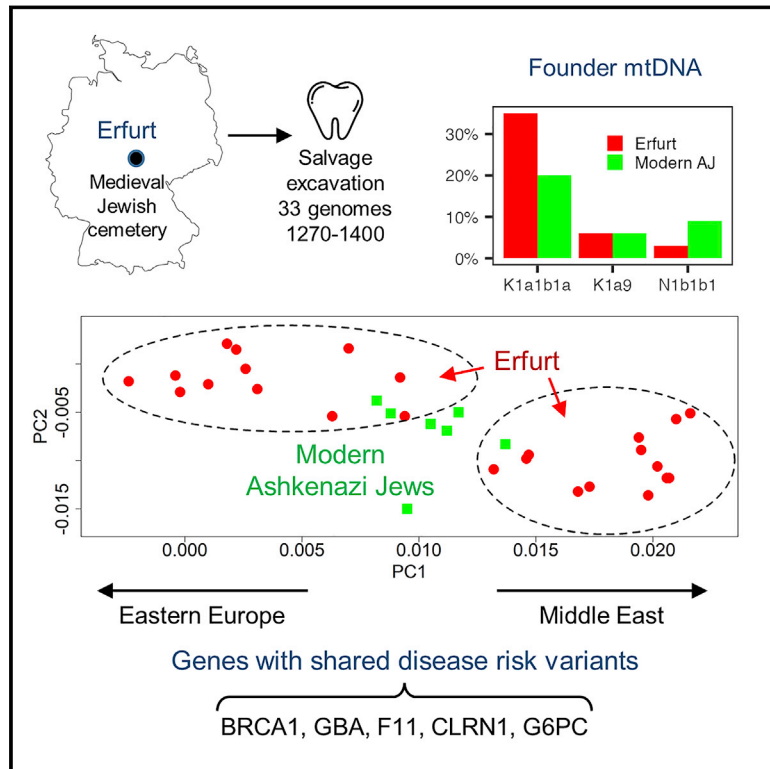 Erfurt
Medieval
Jewish
cemetery
Salvage
excavation
33 genomes
1270-1400
Founder mtDNA
30%
20%
10%
0%
Erfurt
Modern AJ
K1a1b1a
K1a9
N1b1b1
PC2
-0.005
-0.015
Erfurt
Modern
Ashkenazi Jews
0.000
0.005
0.010
0.015
0.020
PC1
Eastern Europe
Middle East
Genes with shared disease risk variants
BRCA1, GBA, F11, CLRN1, G6PC